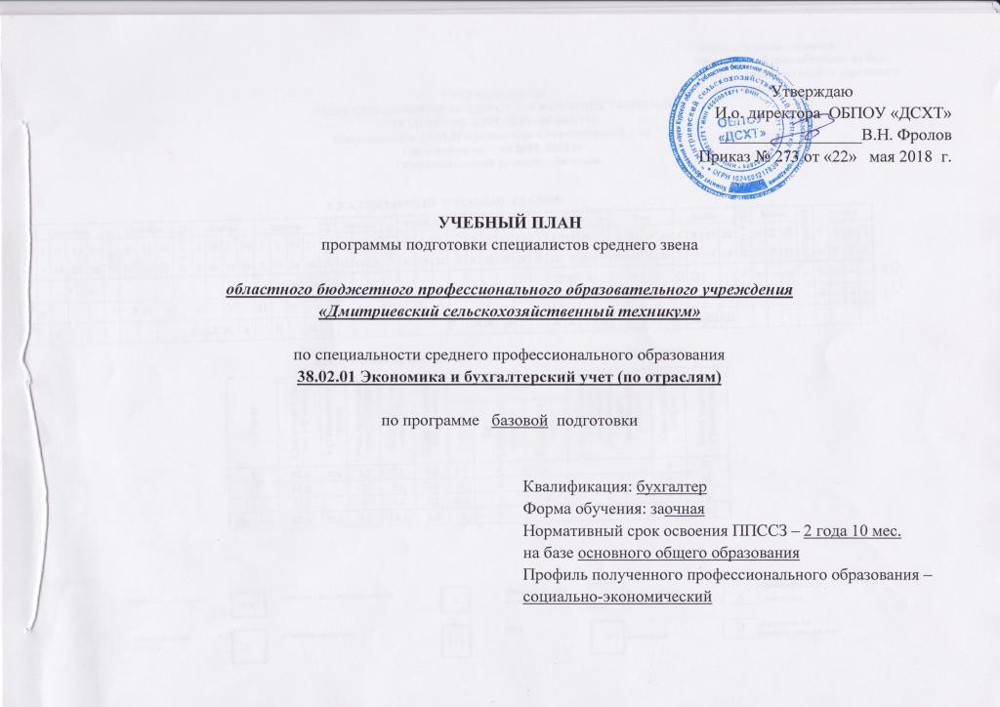 Утверждаю
И.о. директора ОБПОУ «ДСХТ»
В.Н. Фролов
Приказ № 273 от «22» мая 2018 г.
ОБПОУ
«ДСХТ»
УЧЕБНЫЙ ПЛАН
программы подготовки специалистов среднего звена
областного бюджетного профессионального образовательного учреждения
«Дмитриевский сельскохозяйственный техникум»
по специальности среднего профессионального образования
38.02.01 Экономика и бухгалтерский учет (по отраслям)
по программе базовой подготовки
Квалификация: бухгалтер
Форма обучения: заочная
Нормативный срок освоения ППССЗ – 2 года 10 мес.
на базе основного общего образования
Профиль полученного профессионального образования –
социально-экономический